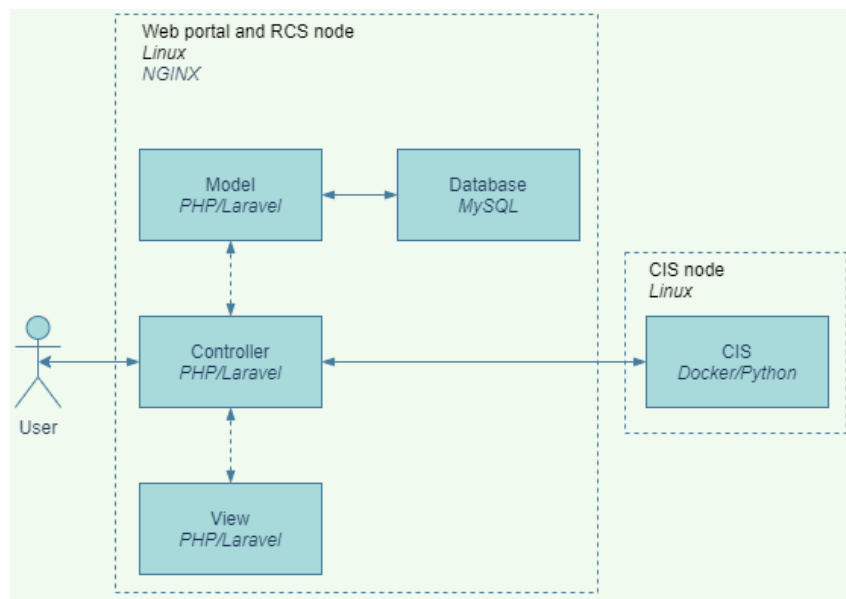 Web portal and RCS node
Linux
NGINX
Model
PHP/Laravel
Database
MySQL
CIS node
Linux
Controller
PHP/Laravel
CIS
Docker/Python
User
View
PHP/Laravel